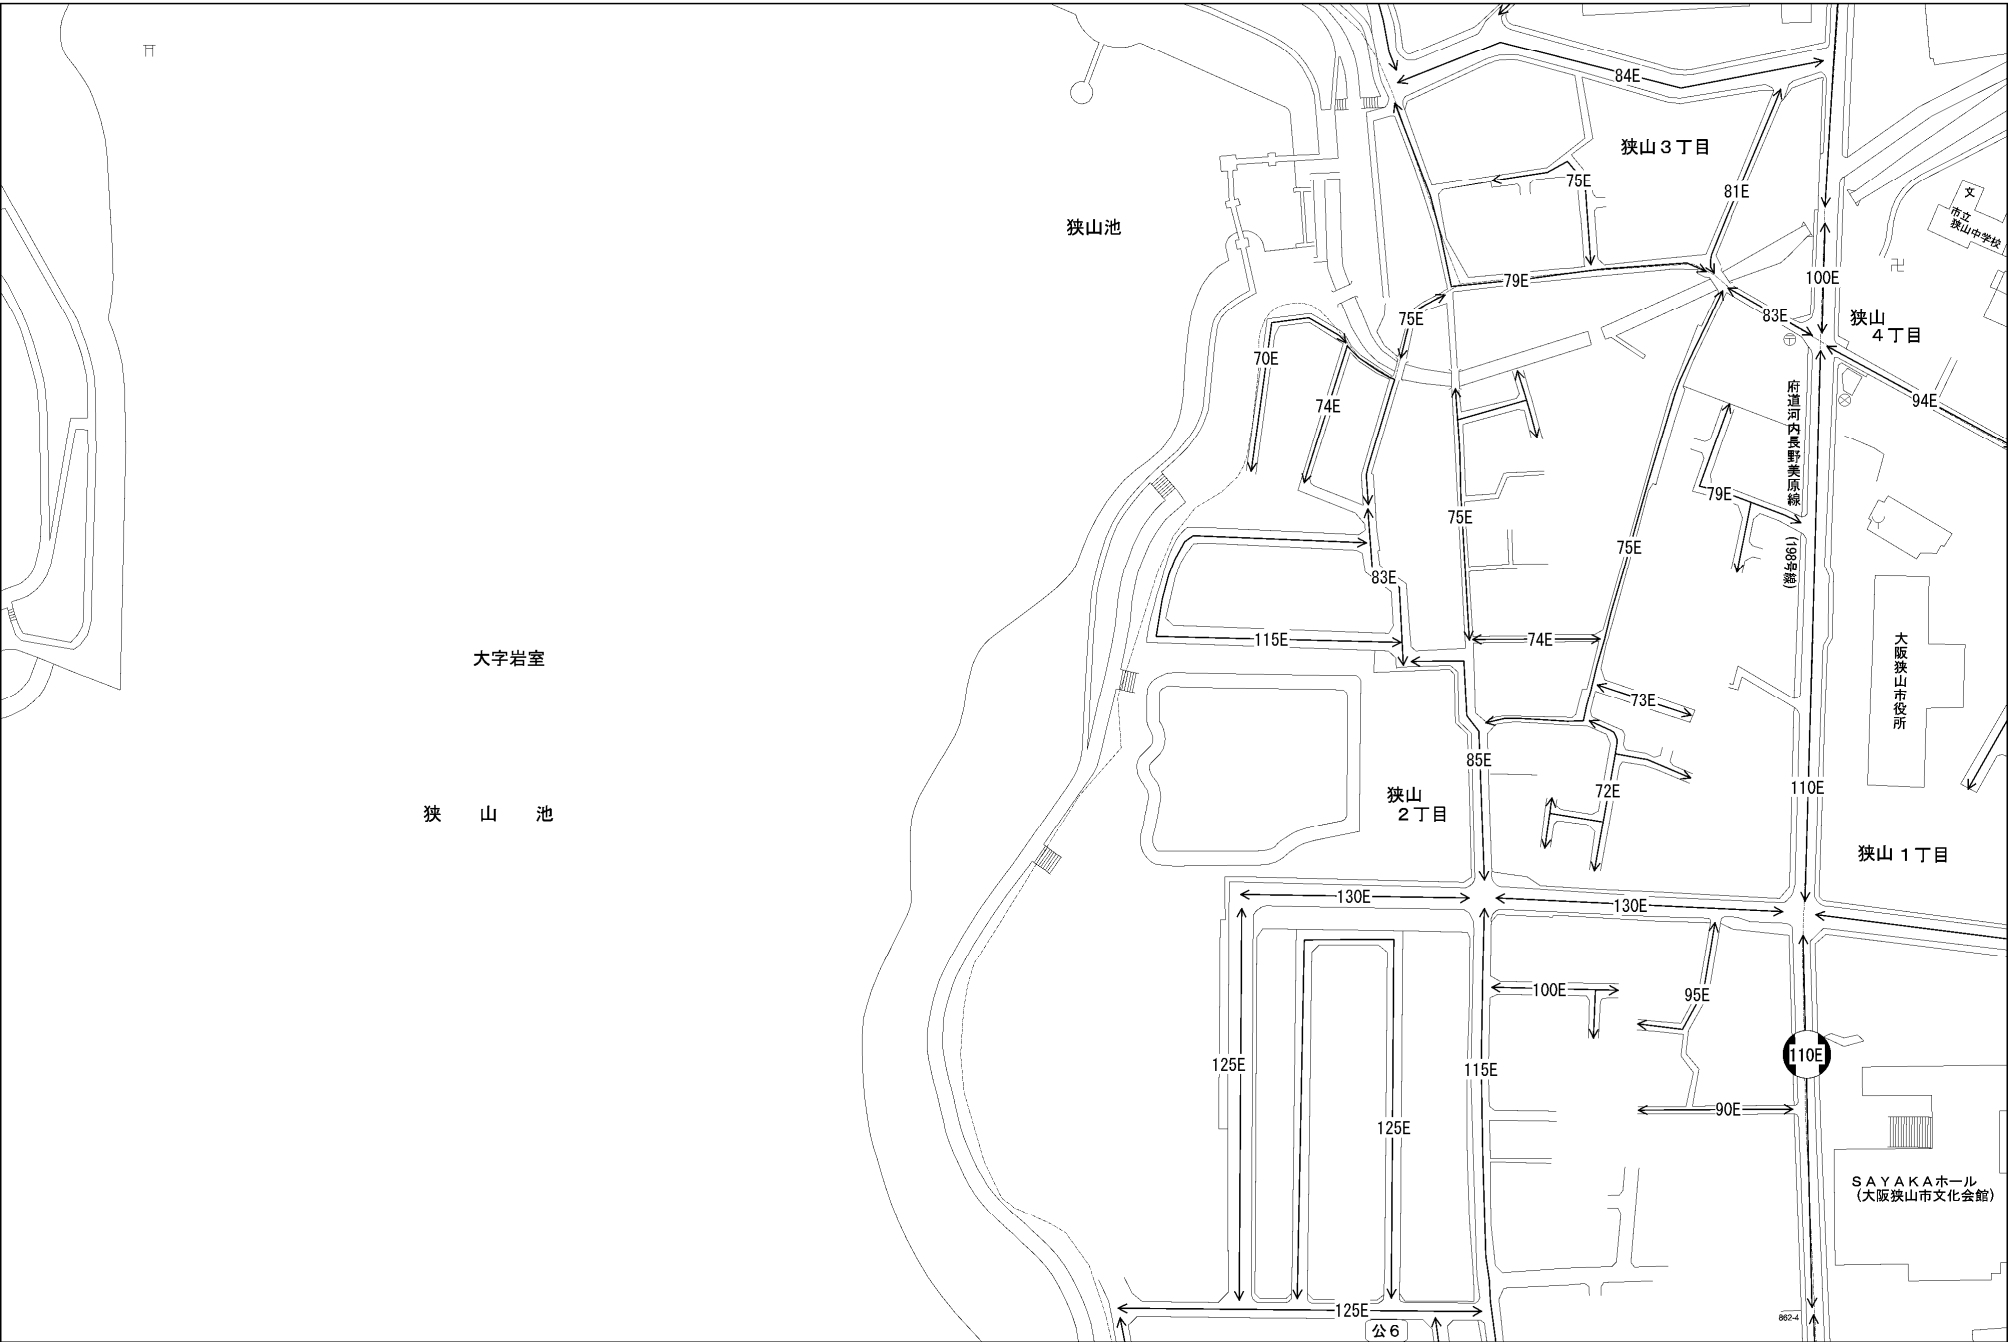 84E
狭山３丁目
75E
81E
文
市立
狭山中学校
狭山池
卍
79E
100E
75E
83E
狭山
４丁目
〒
70E
74E
94E
府道河内長野美原線
(198号線)
79E
75E
75E
83E
115E
74E
大字岩室
大阪狭山市役所
73E
85E
72E
110E
狭山
２丁目
狭　山　池
狭山１丁目
130E
130E
100E
95E
110E
125E
115E
90E
125E
ＳＡＹＡＫＡホール
(大阪狭山市文化会館)
125E
公６
862-4